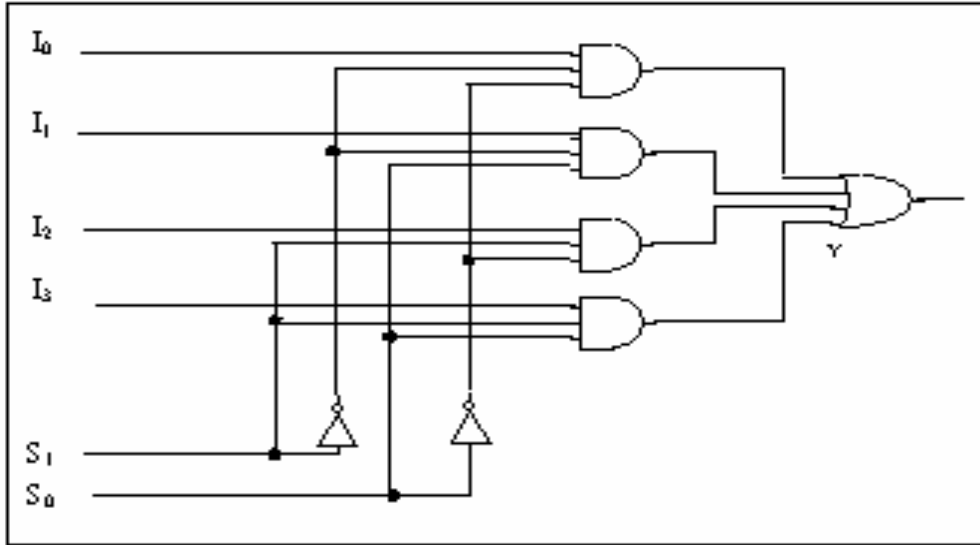 I₀
I₁
I₂
Y
I₃
S₁
S₀